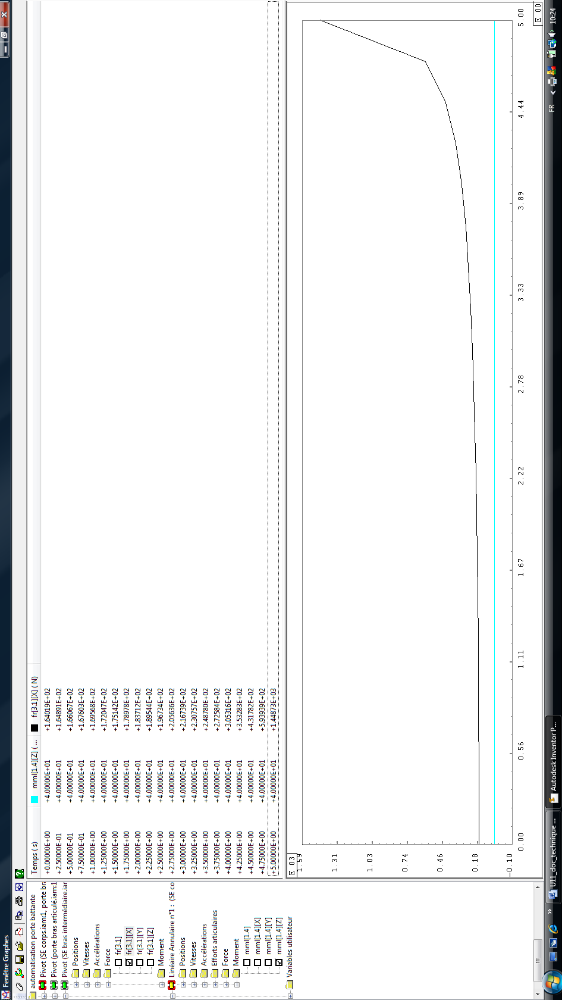 Fenêtre Graphes
automatisation porte battante
Pivot (SE corps.iam:1, porte bra
Pivot (porte bras articulé.iam:1
Pivot (SE bras intermédiaire.iar
Positions
Vitesses
Accélérations
Force
fr[3.1]
fr[3.1][X]
fr[3.1][Y]
fr[3.1][Z]
Moment
Linéaire Annulaire n°1 : (SE co
Positions
Vitesses
Accélérations
Efforts articulaires
Force
Moment
mml[1.4]
mml[1.4][X]
mml[1.4][Y]
mml[1.4][Z]
Variables utilisateur
Temps ( s ) mml[1.4][Z] ( ... fr[3.1][X] ( N )
+0.00000E+00 +4.00000E+01 +1.64019E+02
+2.50000E-01 +4.00000E+01 +1.64891E+02
+5.00000E-01 +4.00000E+01 +1.66067E+02
+7.50000E-01 +4.00000E+01 +1.67603E+02
+1.00000E+00 +4.00000E+01 +1.69568E+02
+1.25000E+00 +4.00000E+01 +1.72047E+02
+1.50000E+00 +4.00000E+01 +1.75142E+02
+1.75000E+00 +4.00000E+01 +1.78978E+02
+2.00000E+00 +4.00000E+01 +1.83712E+02
+2.25000E+00 +4.00000E+01 +1.89544E+02
+2.50000E+00 +4.00000E+01 +1.96734E+02
+2.75000E+00 +4.00000E+01 +2.05636E+02
+3.00000E+00 +4.00000E+01 +2.16739E+02
+3.25000E+00 +4.00000E+01 +2.30757E+02
+3.50000E+00 +4.00000E+01 +2.48780E+02
+3.75000E+00 +4.00000E+01 +2.72584E+02
+4.00000E+00 +4.00000E+01 +3.05316E+02
+4.25000E+00 +4.00000E+01 +3.53283E+02
+4.50000E+00 +4.00000E+01 +4.31782E+02
+4.75000E+00 +4.00000E+01 +5.93939E+02
+5.00000E+00 +4.00000E+01 +1.44873E+03
E 03
1.59
1.31
1.03
0.74
0.46
0.18
-0.10
0.00 0.56 1.11 1.67 2.22 2.78 3.33 3.89 4.44 5.00
E 00
U11_doc_technique ... Autodesk Inventor P... FR 10:24